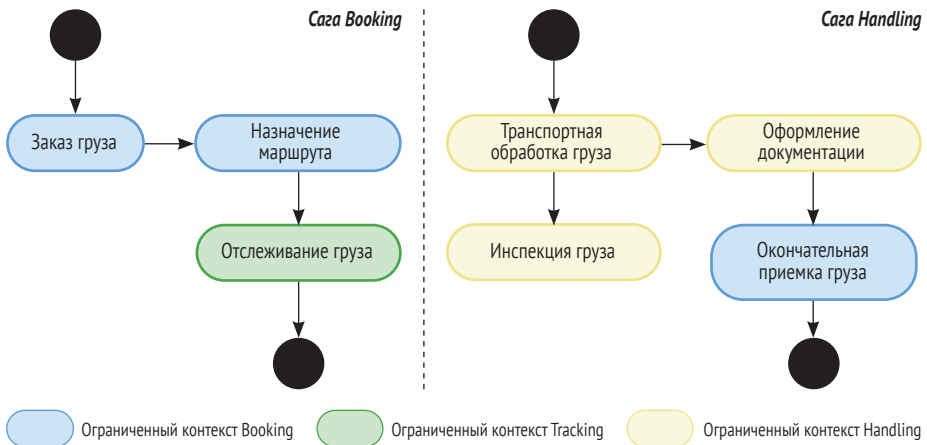 Сага Booking
Сага Handling
Заказ груза
Назначение
маршрута
Транспортная
обработка груза
Оформление
документации
Отслеживание груза
Инспекция груза
Окончательная
приемка груза
Ограниченный контекст Booking
Ограниченный контекст Tracking
Ограниченный контекст Handling